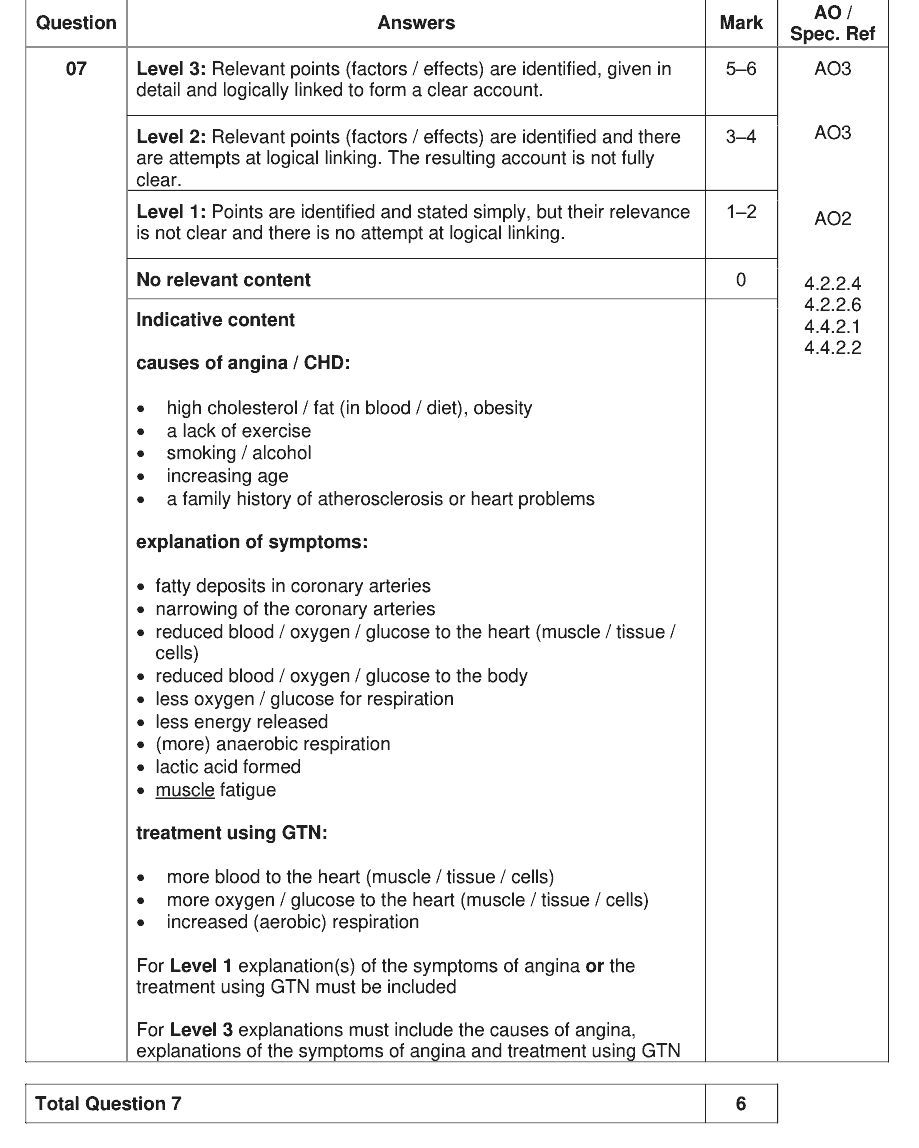 Question Answers Mark AO /
Spec. Ref
07 Level 3: Relevant points (factors / effects) are identified, given in 5–6 AO3
detail and logically linked to form a clear account.
Level 2: Relevant points (factors / effects) are identified and there 3–4 AO3
are attempts at logical linking. The resulting account is not fully
clear.
Level 1: Points are identified and stated simply, but their relevance 1–2 AO2
is not clear and there is no attempt at logical linking.
No relevant content 0 4.2.2.4
4.2.2.6
4.4.2.1
4.4.2.2
Indicative content
causes of angina / CHD:
• high cholesterol / fat (in blood / diet), obesity
• a lack of exercise
• smoking / alcohol
• increasing age
• a family history of atherosclerosis or heart problems
explanation of symptoms:
• fatty deposits in coronary arteries
• narrowing of the coronary arteries
• reduced blood / oxygen / glucose to the heart (muscle / tissue /
cells)
• reduced blood / oxygen / glucose to the body
• less oxygen / glucose for respiration
• less energy released
• (more) anaerobic respiration
• lactic acid formed
• muscle fatigue
treatment using GTN:
• more blood to the heart (muscle / tissue / cells)
• more oxygen / glucose to the heart (muscle / tissue / cells)
• increased (aerobic) respiration
For Level 1 explanation(s) of the symptoms of angina or the
treatment using GTN must be included
For Level 3 explanations must include the causes of angina,
explanations of the symptoms of angina and treatment using GTN
Total Question 7 6